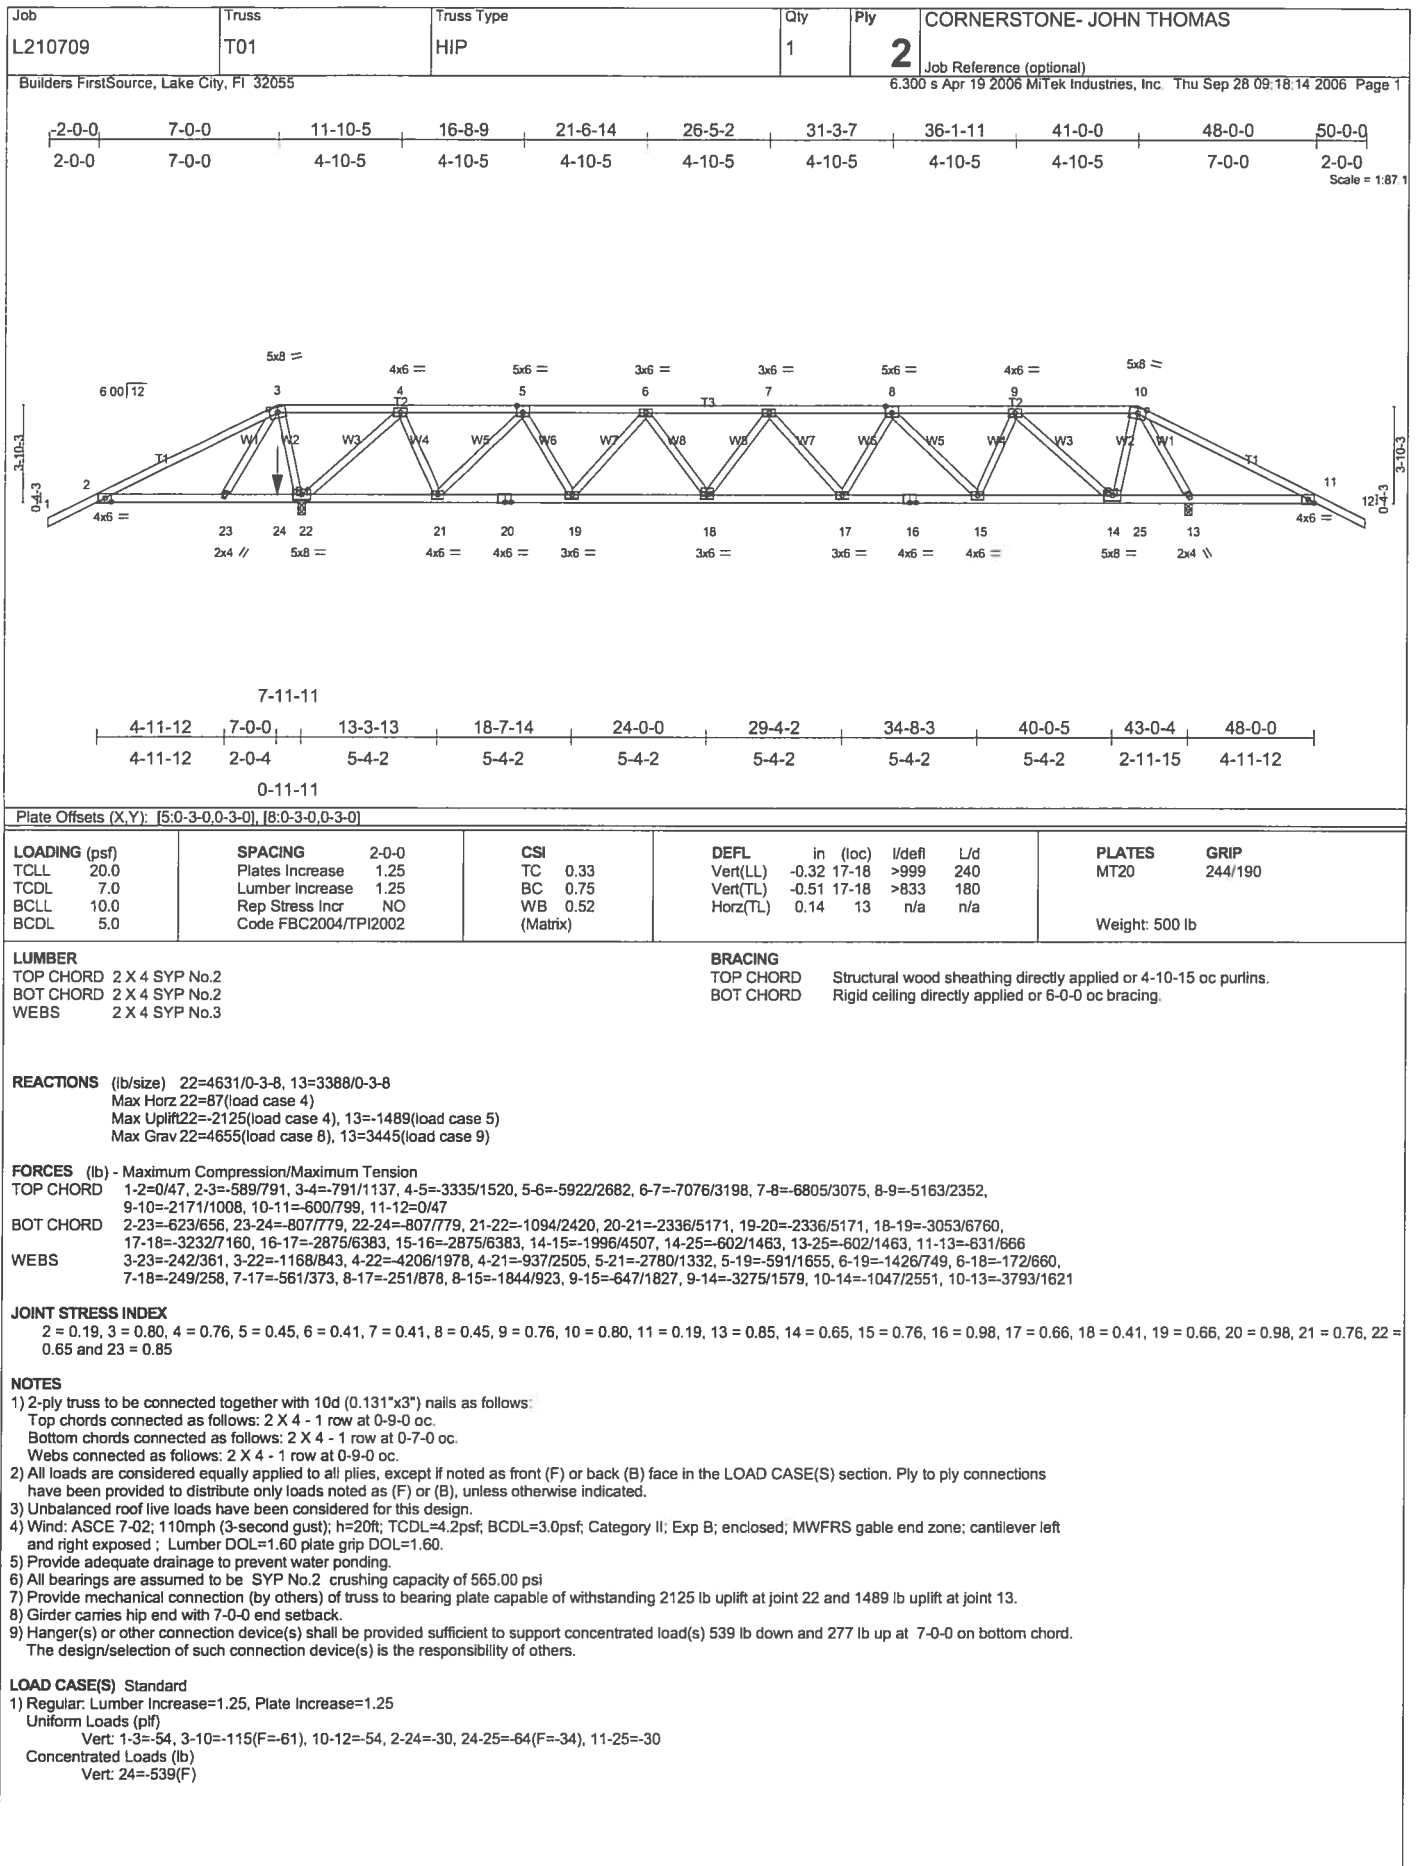 Job
Truss
Truss Type
Qty
Ply
CORNERSTONE- JOHN THOMAS
L210709
T01
HIP
1
2
Job Reference (optional)
Builders FirstSource, Lake City, Fl 32055
6.300 s Apr 19 2006 MiTek Industries, Inc. Thu Sep 28 09:18:14 2006 Page 1
-2-0-0 7-0-0 11-10-5 16-8-9 21-6-14 26-5-2 31-3-7 36-1-11 41-0-0 48-0-0 50-0-0
2-0-0 7-0-0 4-10-5 4-10-5 4-10-5 4-10-5 4-10-5 4-10-5 4-10-5 7-0-0 2-0-0
Scale = 1:87.1
5x8 = 4x6 = 5x6 = 3x6 = 3x6 = 5x6 = 4x6 = 5x8 =
6.00 12
3 4 5 6 7 8 9 10
T2 T3 T2
W1 W2 W3 W4 W5 W6 W7 W8 W8 W7 W6 W5 W4 W3 W2 W1
T1 T1
3-10-3
0-4-3
3-10-3
0-4-3
1 2 11 12
4x6 = 4x6 =
23 24 22 21 20 19 18 17 16 15 14 25 13
2x4 // 5x8 = 4x6 = 4x6 = 3x6 = 3x6 = 3x6 = 4x6 = 4x6 = 5x8 = 2x4 \\
7-11-11
4-11-12 7-0-0 13-3-13 18-7-14 24-0-0 29-4-2 34-8-3 40-0-5 43-0-4 48-0-0
4-11-12 2-0-4 5-4-2 5-4-2 5-4-2 5-4-2 5-4-2 5-4-2 2-11-15 4-11-12
0-11-11
Plate Offsets (X,Y): [5:0-3-0,0-3-0], [8:0-3-0,0-3-0]
LOADING (psf)
TCLL 20.0
TCDL 7.0
BCLL 10.0
BCDL 5.0
SPACING 2-0-0
Plates Increase 1.25
Lumber Increase 1.25
Rep Stress Incr NO
Code FBC2004/TPI2002
CSI
TC 0.33
BC 0.75
WB 0.52
(Matrix)
DEFL in (loc) l/defl L/d
Vert(LL) -0.32 17-18 >999 240
Vert(TL) -0.51 17-18 >833 180
Horz(TL) 0.14 13 n/a n/a
PLATES GRIP
MT20 244/190
Weight: 500 lb
LUMBER
TOP CHORD 2 X 4 SYP No.2
BOT CHORD 2 X 4 SYP No.2
WEBS 2 X 4 SYP No.3
BRACING
TOP CHORD Structural wood sheathing directly applied or 4-10-15 oc purlins.
BOT CHORD Rigid ceiling directly applied or 6-0-0 oc bracing.
REACTIONS (lb/size) 22=4631/0-3-8, 13=3388/0-3-8
Max Horz 22=87(load case 4)
Max Uplift22=-2125(load case 4), 13=-1489(load case 5)
Max Grav 22=4655(load case 8), 13=3445(load case 9)
FORCES (lb) - Maximum Compression/Maximum Tension
TOP CHORD 1-2=0/47, 2-3=-589/791, 3-4=-791/1137, 4-5=-3335/1520, 5-6=-5922/2682, 6-7=-7076/3198, 7-8=-6805/3075, 8-9=-5163/2352,
9-10=-2171/1008, 10-11=-600/799, 11-12=0/47
BOT CHORD 2-23=-623/656, 23-24=-807/779, 22-24=-807/779, 21-22=-1094/2420, 20-21=-2336/5171, 19-20=-2336/5171, 18-19=-3053/6760,
17-18=-3232/7160, 16-17=-2875/6383, 15-16=-2875/6383, 14-15=-1996/4507, 14-25=-602/1463, 13-25=-602/1463, 11-13=-631/666
WEBS 3-23=-242/361, 3-22=-1168/843, 4-22=-4206/1978, 4-21=-937/2505, 5-21=-2780/1332, 5-19=-591/1655, 6-19=-1426/749, 6-18=-172/660,
7-18=-249/258, 7-17=-561/373, 8-17=-251/878, 8-15=-1844/923, 9-15=-647/1827, 9-14=-3275/1579, 10-14=-1047/2551, 10-13=-3793/1621
JOINT STRESS INDEX
2 = 0.19, 3 = 0.80, 4 = 0.76, 5 = 0.45, 6 = 0.41, 7 = 0.41, 8 = 0.45, 9 = 0.76, 10 = 0.80, 11 = 0.19, 13 = 0.85, 14 = 0.65, 15 = 0.76, 16 = 0.98, 17 = 0.66, 18 = 0.41, 19 = 0.66, 20 = 0.98, 21 = 0.76, 22 =
0.65 and 23 = 0.85
NOTES
1) 2-ply truss to be connected together with 10d (0.131"x3") nails as follows:
Top chords connected as follows: 2 X 4 - 1 row at 0-9-0 oc.
Bottom chords connected as follows: 2 X 4 - 1 row at 0-7-0 oc.
Webs connected as follows: 2 X 4 - 1 row at 0-9-0 oc.
2) All loads are considered equally applied to all plies, except if noted as front (F) or back (B) face in the LOAD CASE(S) section. Ply to ply connections
have been provided to distribute only loads noted as (F) or (B), unless otherwise indicated.
3) Unbalanced roof live loads have been considered for this design.
4) Wind: ASCE 7-02; 110mph (3-second gust); h=20ft; TCDL=4.2psf; BCDL=3.0psf; Category II; Exp B; enclosed; MWFRS gable end zone; cantilever left
and right exposed ; Lumber DOL=1.60 plate grip DOL=1.60.
5) Provide adequate drainage to prevent water ponding.
6) All bearings are assumed to be SYP No.2 crushing capacity of 565.00 psi
7) Provide mechanical connection (by others) of truss to bearing plate capable of withstanding 2125 lb uplift at joint 22 and 1489 lb uplift at joint 13.
8) Girder carries hip end with 7-0-0 end setback.
9) Hanger(s) or other connection device(s) shall be provided sufficient to support concentrated load(s) 539 lb down and 277 lb up at 7-0-0 on bottom chord.
The design/selection of such connection device(s) is the responsibility of others.
LOAD CASE(S) Standard
1) Regular: Lumber Increase=1.25, Plate Increase=1.25
Uniform Loads (plf)
Vert: 1-3=-54, 3-10=-115(F=-61), 10-12=-54, 2-24=-30, 24-25=-64(F=-34), 11-25=-30
Concentrated Loads (lb)
Vert: 24=-539(F)